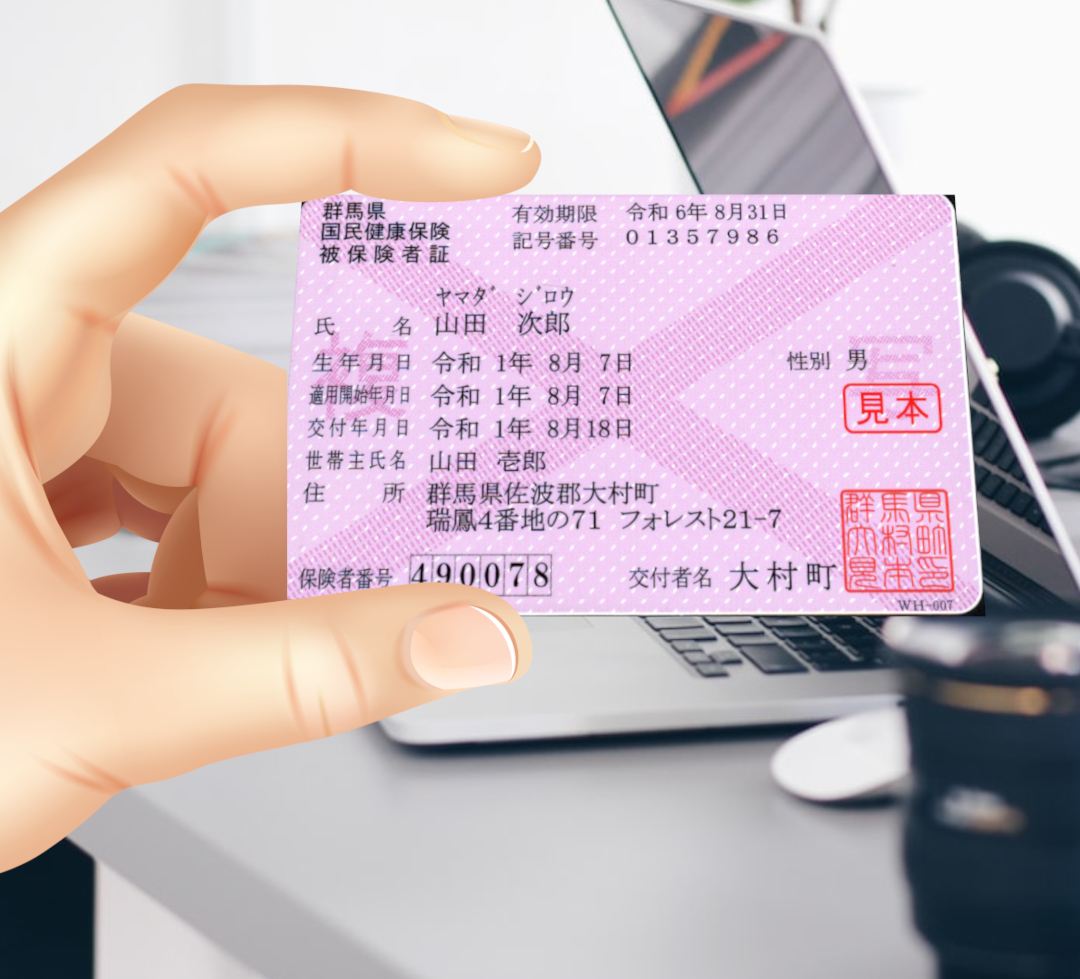 群馬県
国民健康保険
被保険者証
有効期限 令和 6年 8月31日
記号番号 01357986
ヤマダ ジロウ
氏名 山田 次郎
生年月日 令和 1年 8月 7日 性別 男
適用開始年月日 令和 1年 8月 7日
交付年月日 令和 1年 8月18日
世帯主氏名 山田 壱郎
住所 群馬県佐波郡大村町
瑞鳳4番地の71 フォレスト21-7
保険者番号 490078 交付者名 大村町
複 写
見本
WH-007